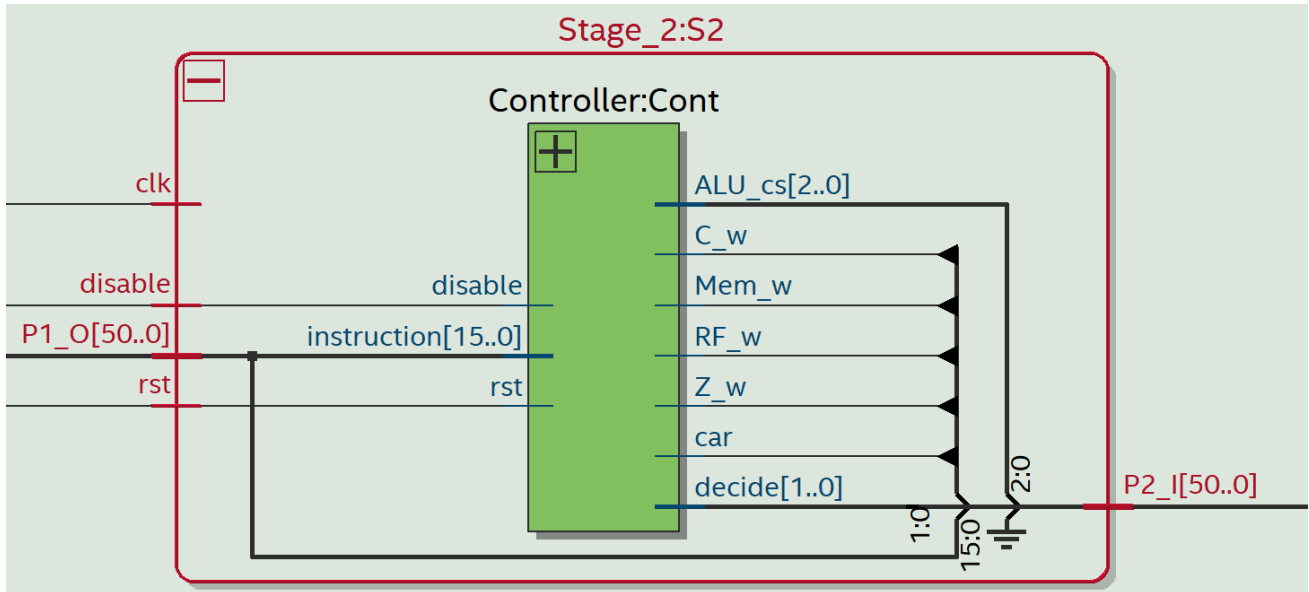 Stage_2:S2
Controller:Cont
clk
disable
P1_O[50..0]
rst
disable
instruction[15..0]
rst
ALU_cs[2..0]
C_w
Mem_w
RF_w
Z_w
car
decide[1..0]
1:0
15:0
2:0
P2_I[50..0]